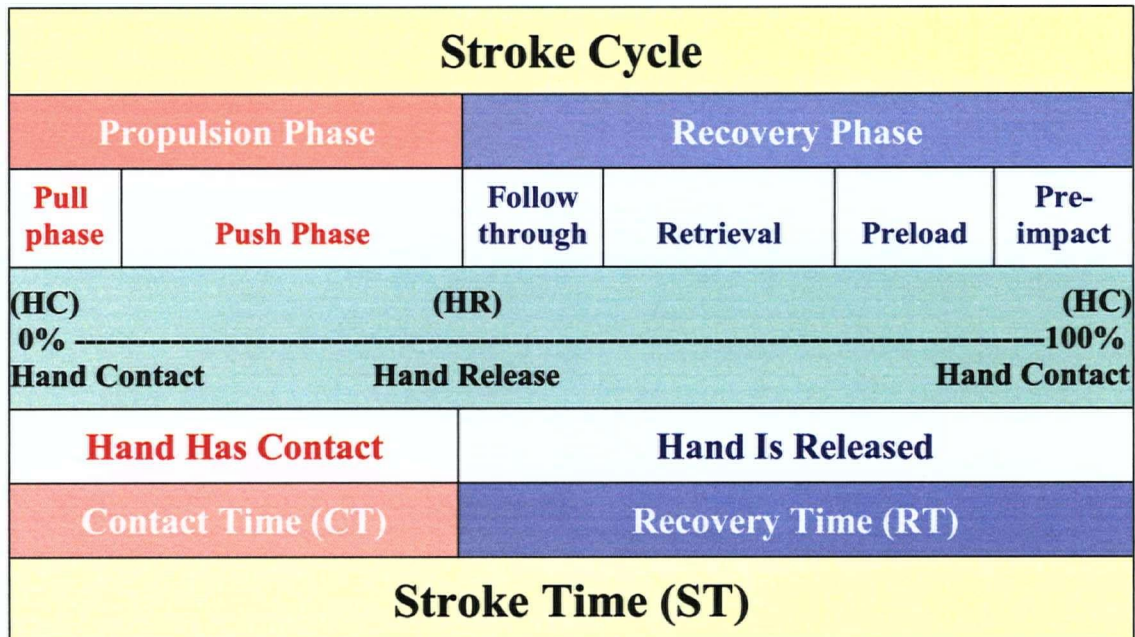 Stroke Cycle
Propulsion Phase
Recovery Phase
Pull
phase
Push Phase
Follow
through
Retrieval
Preload
Pre-
impact
(HC)
(HR)
(HC)
0% ------------------------------------------------------------100%
Hand Contact
Hand Release
Hand Contact
Hand Has Contact
Hand Is Released
Contact Time (CT)
Recovery Time (RT)
Stroke Time (ST)